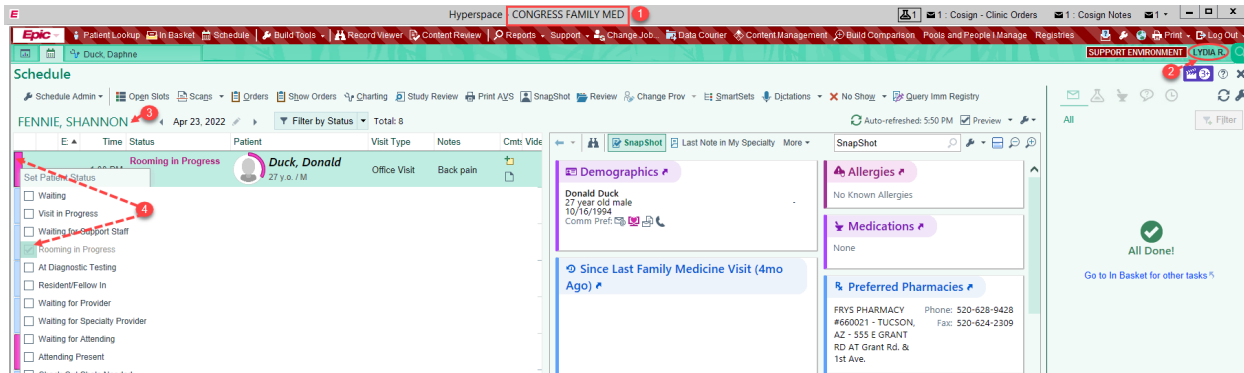 E Hyperspace - CONGRESS FAMILY MED 1 1 1 : Cosign - Clinic Orders 1 : Cosign Notes 1
Epic Patient Lookup In Basket Schedule Build Tools Record Viewer Content Review Reports Support Change Job... Data Courier Content Management Build Comparison Pools and People I Manage Registries Print Log Out
Duck, Daphne SUPPORT ENVIRONMENT LYDIA R.
Schedule 2 3+
Schedule Admin Open Slots Scans Orders Show Orders Charting Study Review Print AVS SnapShot Review Change Prov SmartSets Dictations No Show Query Imm Registry
FENNIE, SHANNON 3 Apr 23, 2022 Filter by Status Total: 8 Auto-refreshed: 5:50 PM Preview All Filter
E: Time Status Patient Visit Type Notes Cmts Vide SnapShot Last Note in My Specialty More SnapShot
Rooming in Progress Duck, Donald Office Visit Back pain
27 y.o. / M
Set Patient Status
Waiting
Visit in Progress
4
Waiting for Support Staff
Rooming in Progress
At Diagnostic Testing
Resident/Fellow In
Waiting for Provider
Waiting for Specialty Provider
Waiting for Attending
Attending Present
Demographics
Donald Duck
27 year old male -
10/16/1994
Comm Pref:
Since Last Family Medicine Visit (4mo
Ago)
Allergies
No Known Allergies
Medications
None
Preferred Pharmacies
FRYS PHARMACY Phone: 520-628-9428
#660021 - TUCSON, Fax: 520-624-2309
AZ - 555 E GRANT
RD AT Grant Rd. &
1st Ave.
All Done!
Go to In Basket for other tasks